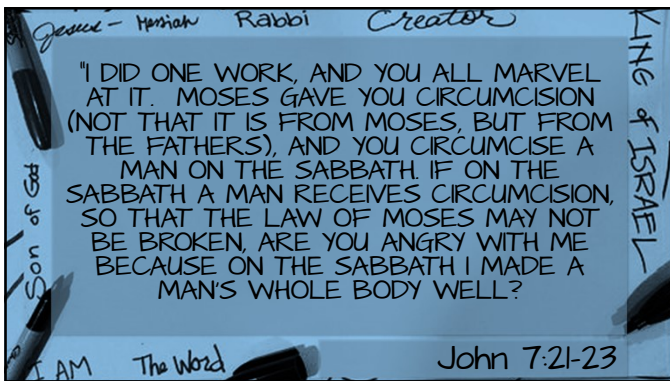 Jesus- Messiah Rabbi Creator
"I DID ONE WORK, AND YOU ALL MARVEL
AT IT. MOSES GAVE YOU CIRCUMCISION
(NOT THAT IT IS FROM MOSES, BUT FROM
THE FATHERS), AND YOU CIRCUMCISE A
MAN ON THE SABBATH. IF ON THE
SABBATH A MAN RECEIVES CIRCUMCISION,
SO THAT THE LAW OF MOSES MAY NOT
BE BROKEN, ARE YOU ANGRY WITH ME
BECAUSE ON THE SABBATH I MADE A
MAN'S WHOLE BODY WELL?
John 7:21-23
KING of ISRAEL
Son of God
I AM The Word